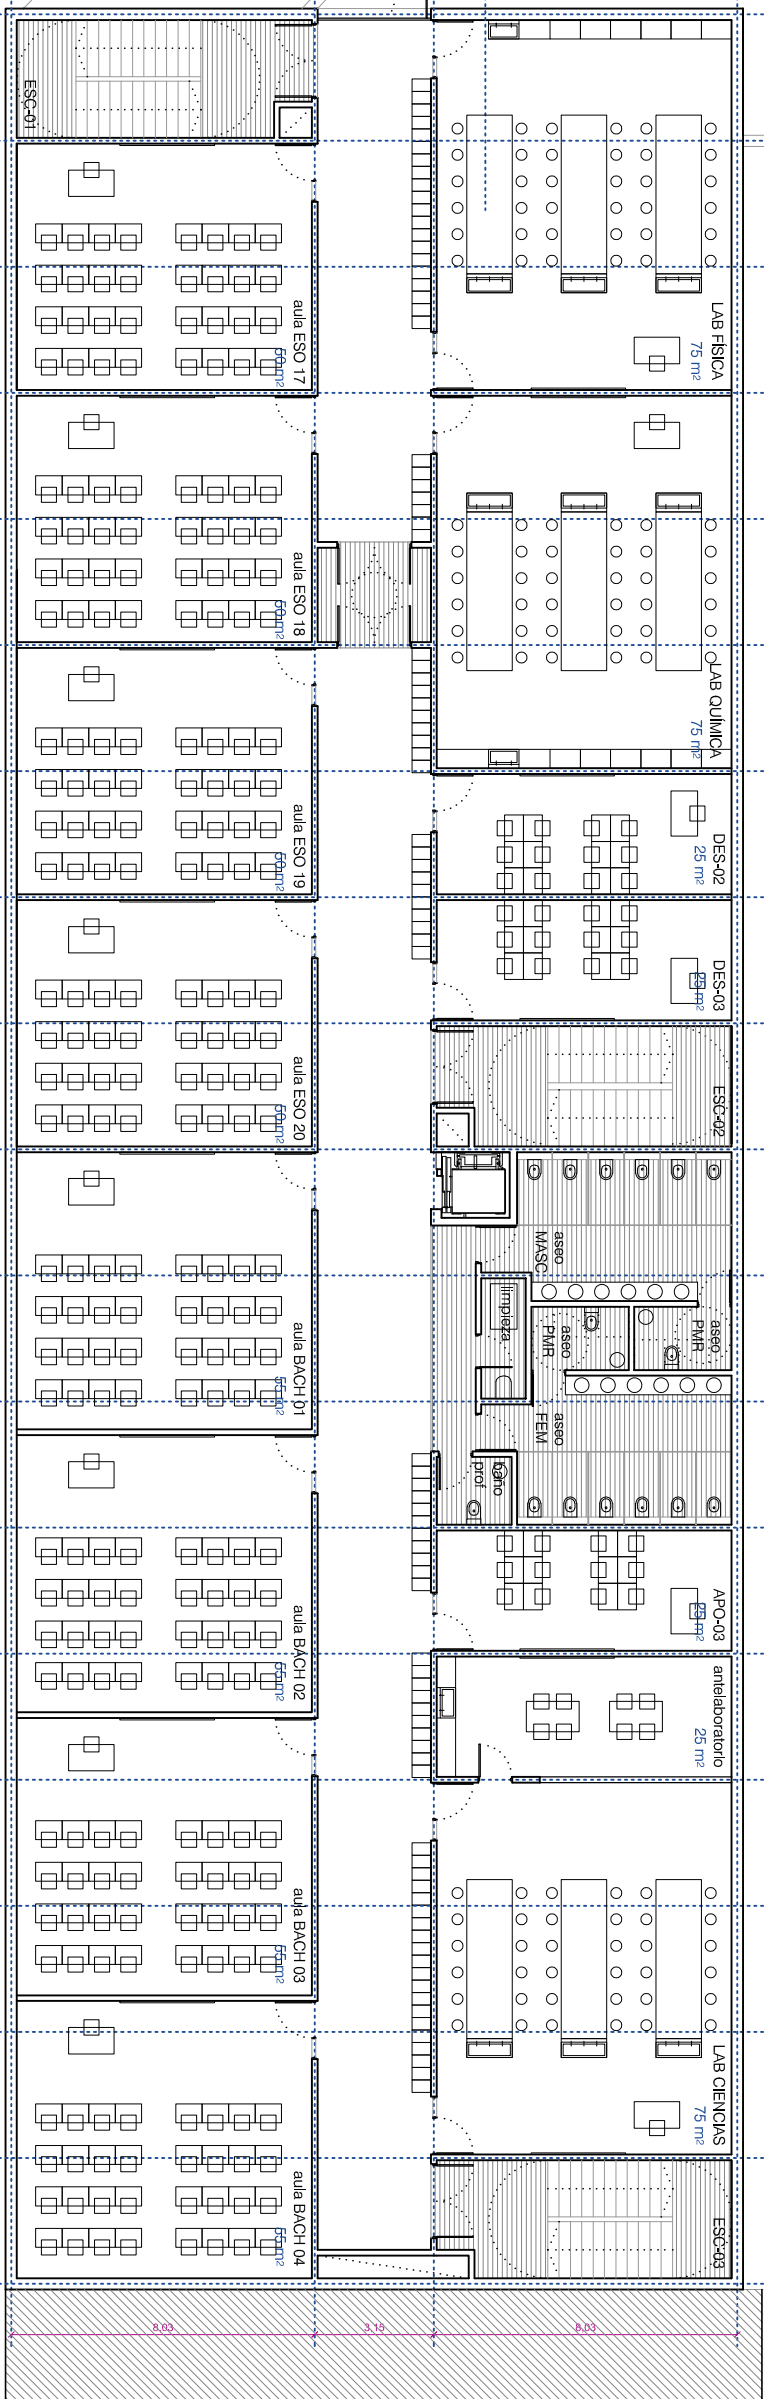 ESC-01
aula ESO 17
50 m2
aula ESO 18
50 m2
aula ESO 19
50 m2
aula ESO 20
50 m2
aula BACH 01
55 m2
aula BACH 02
55 m2
aula BACH 03
55 m2
aula BACH 04
55 m2
LAB FÍSICA
75 m2
LAB QUÍMICA
75 m2
DES-02
25 m2
DES-03
25 m2
ESC-02
aseo
MASC
limpieza
aseo
PMR
aseo
PMR
aseo
FEM
baño
prof
APO-03
25 m2
antelaboratorio
25 m2
LAB CIENCIAS
75 m2
ESC-03
8.03
3.15
8.03